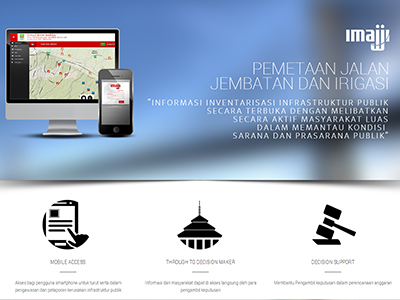 imajji
PEMETAAN JALAN
JEMBATAN DAN IRIGASI
"INFORMASI INVENTARISASI INFRASTRUKTUR PUBLIK
SECARA TERBUKA DENGAN MELIBATKAN
SECARA AKTIF MASYARAKAT LUAS
DALAM MEMANTAU KONDISI
SARANA DAN PRASARANA PUBLIK"
MOBILE ACCESS
THROUGH TO DECISION MAKER
DECISION SUPPORT
Akses bagi pengguna smartphone untuk turut serta dalam
pengawasan dan pelaporan kerusakan infrastruktur publik
Informasi dari masyarakat dapat di akses langsung oleh para
pengambil keputusan
Membantu Pengambil keputusan dalam perencanaan anggaran